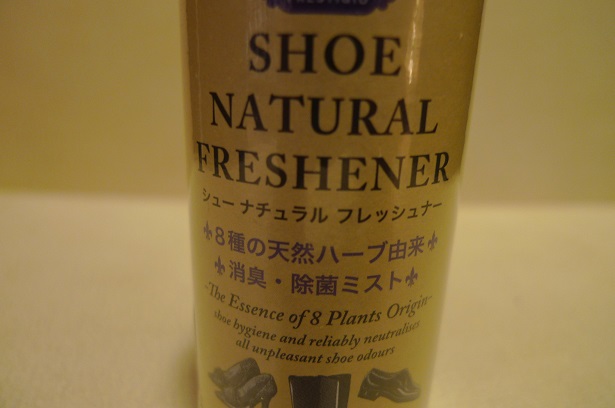 SHOE
NATURAL
FRESHENER
シュー ナチュラル フレッシュナー
8種の天然ハーブ由来
消臭・除菌ミスト
-The Essence of 8 Plants Origin-
shoe hygiene and reliably neutralises
all unpleasant shoe odours